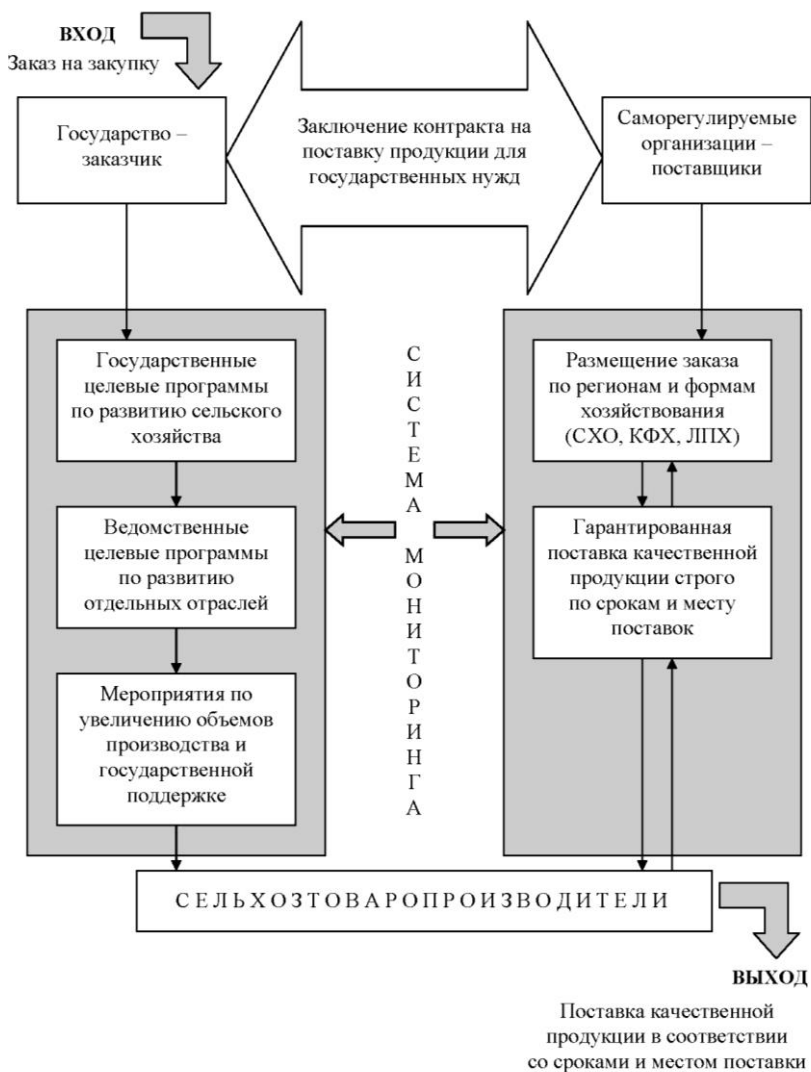 ВХОД
Заказ на закупку
Государство –
заказчик
Заключение контракта на
поставку продукции для
государственных нужд
Саморегулируемые
организации –
поставщики
Государственные
целевые программы
по развитию сельского
хозяйства
Ведомственные
целевые программы
по развитию
отдельных отраслей
Мероприятия по
увеличению объемов
производства и
государственной
поддержке
СИСТЕМА МОНИТОРИНГА
Размещение заказа
по регионам и формам
хозяйствования
(СХО, КФХ, ЛПХ)
Гарантированная
поставка качественной
продукции строго
по срокам и месту
поставок
СЕЛЬХОЗТОВАРОПРОИЗВОДИТЕЛИ
ВЫХОД
Поставка качественной
продукции в соответствии
со сроками и местом поставки